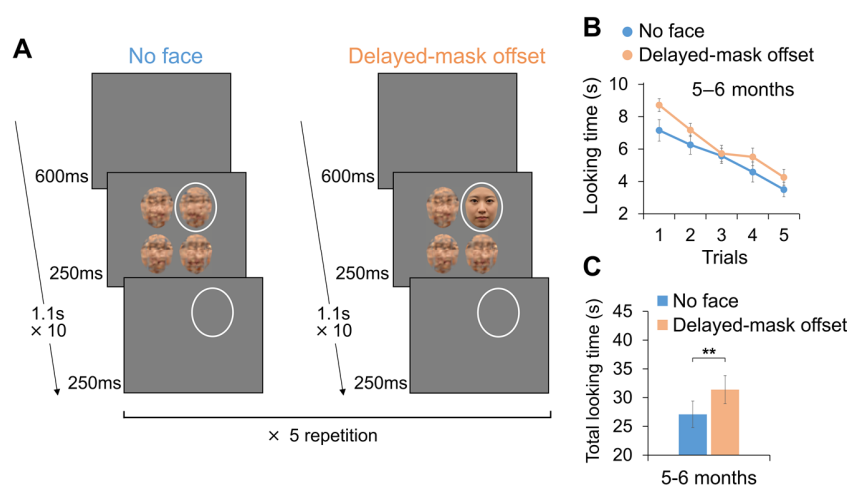 A
No face
Delayed-mask offset
600ms
250ms
1.1s
× 10
250ms
600ms
250ms
1.1s
× 10
250ms
× 5 repetition
B
No face
Delayed-mask offset
5–6 months
Looking time (s)
10
8
6
4
2
1 2 3 4 5
Trials
C
No face
Delayed-mask offset
Total looking time (s)
45
40
35
30
25
20
**
5-6 months